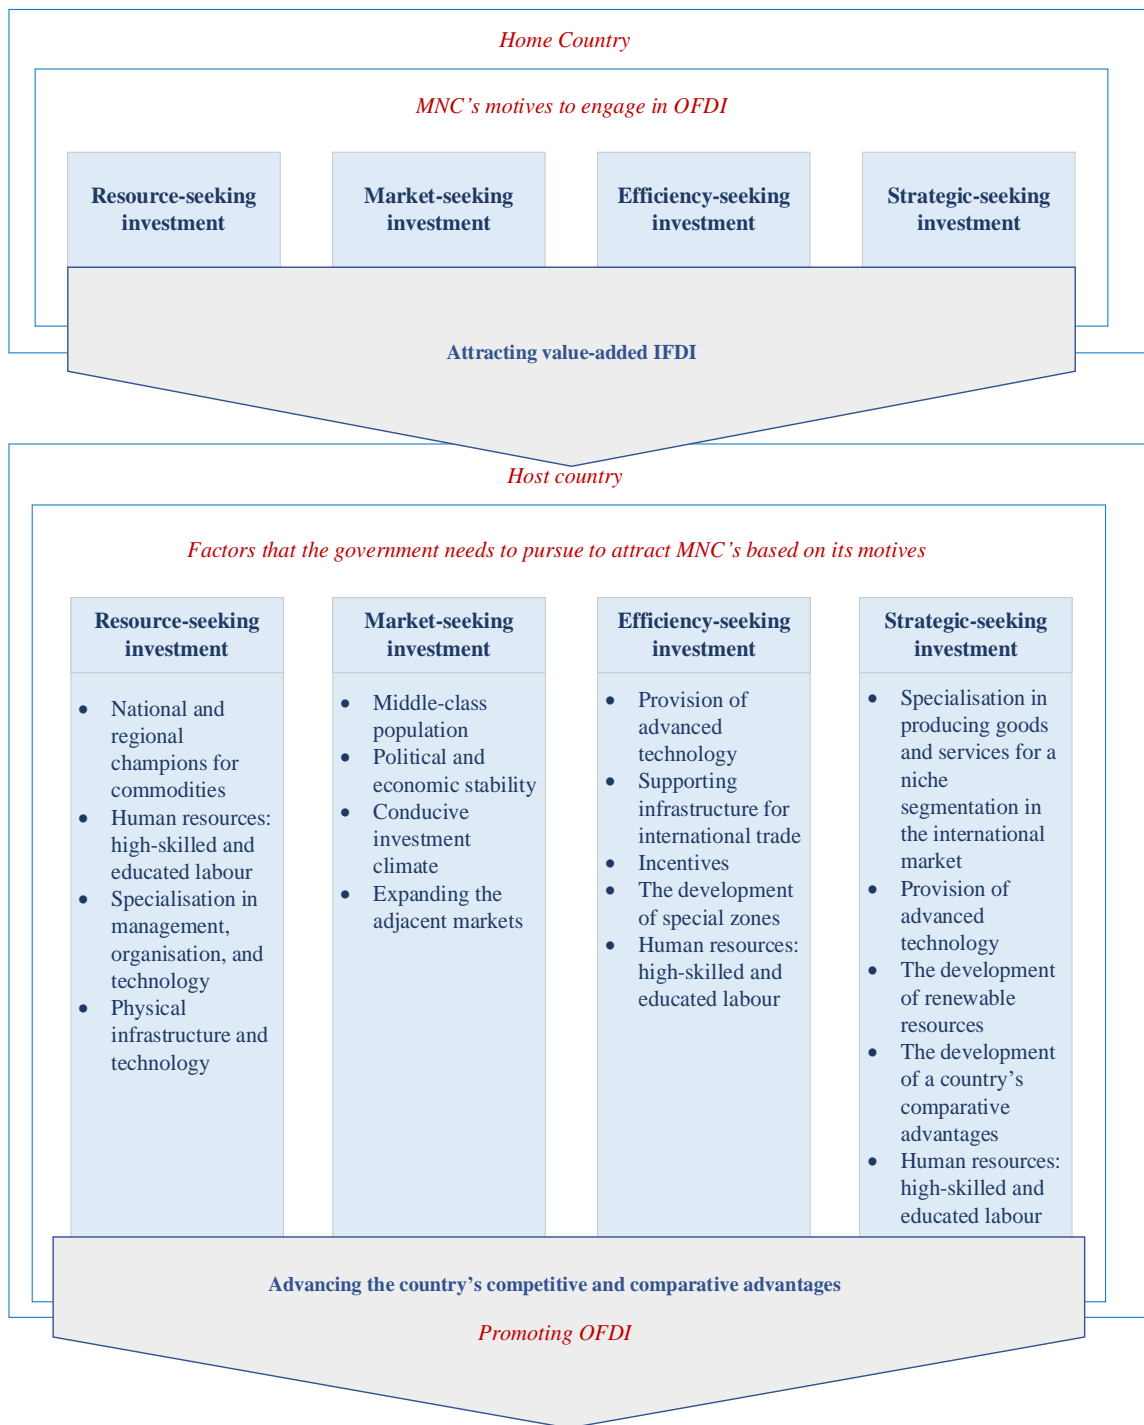 Home Country
MNC’s motives to engage in OFDI
Resource-seeking
investment
Market-seeking
investment
Efficiency-seeking
investment
Strategic-seeking
investment
Attracting value-added IFDI
Host country
Factors that the government needs to pursue to attract MNC’s based on its motives
Resource-seeking
investment
• National and
regional
champions for
commodities
• Human resources:
high-skilled and
educated labour
• Specialisation in
management,
organisation, and
technology
• Physical
infrastructure and
technology
Market-seeking
investment
• Middle-class
population
• Political and
economic stability
• Conducive
investment
climate
• Expanding the
adjacent markets
Efficiency-seeking
investment
• Provision of
advanced
technology
• Supporting
infrastructure for
international trade
• Incentives
• The development
of special zones
• Human resources:
high-skilled and
educated labour
Strategic-seeking
investment
• Specialisation in
producing goods
and services for a
niche
segmentation in
the international
market
• Provision of
advanced
technology
• The development
of renewable
resources
• The development
of a country’s
comparative
advantages
• Human resources:
high-skilled and
educated labour
Advancing the country’s competitive and comparative advantages
Promoting OFDI